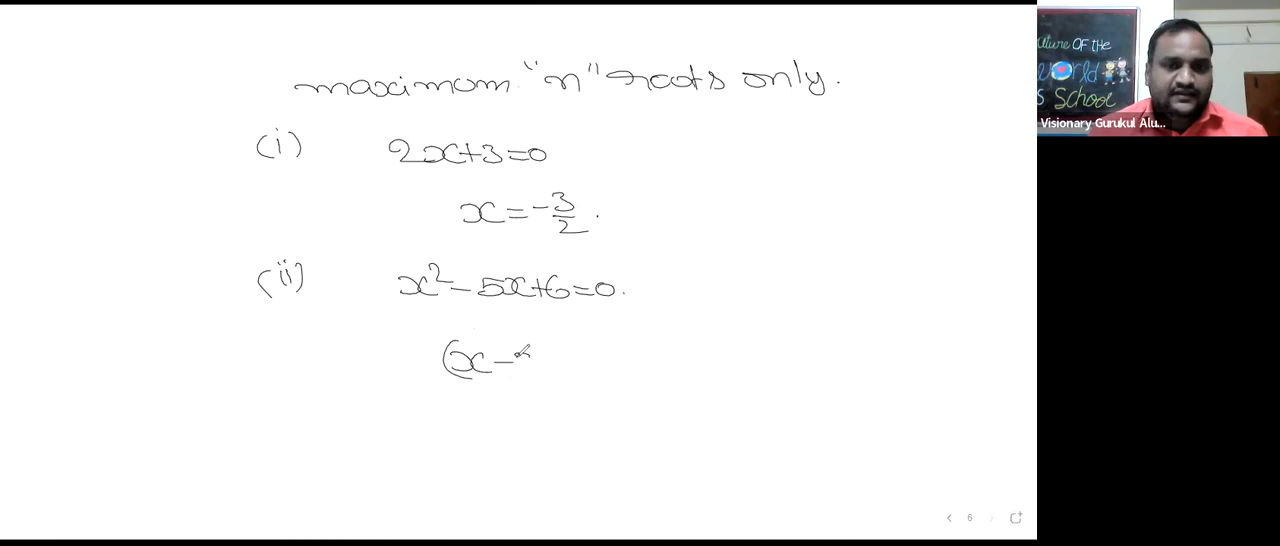 maximum "n" roots only.
(i) 2x+3=0
x=-3/2.
(ii) x²-5x+6=0.
(x-
ture OF the
World
s School
Visionary Gurukul Alu...
6